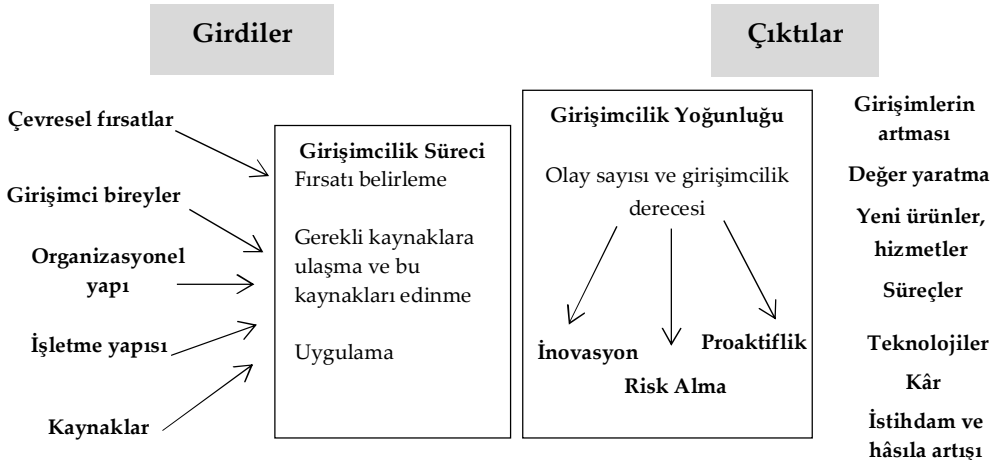 Girdiler
Çıktılar
Çevresel fırsatlar
Girişimci bireyler
Organizasyonel
yapı
İşletme yapısı
Kaynaklar
Girişimcilik Süreci
Fırsatı belirleme
Gerekli kaynaklara
ulaşma ve bu
kaynakları edinme
Uygulama
Girişimcilik Yoğunluğu
Olay sayısı ve girişimcilik
derecesi
İnovasyon
Proaktiflik
Risk Alma
Girişimlerin
artması
Değer yaratma
Yeni ürünler,
hizmetler
Süreçler
Teknolojiler
Kâr
İstihdam ve
hâsıla artışı